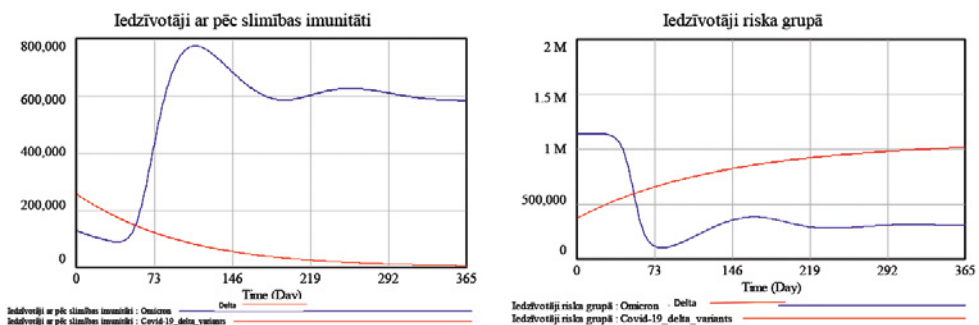 Iedzīvotāji ar pēc slimības imunitāti
800,000
600,000
400,000
200,000
0
0 73 146 219 292 365
Time (Day)
Delta
Iedzīvotāji ar pēc slimības imunitāti : Omicron
Iedzīvotāji ar pēc slimības imunitāti : Covid-19_delta_variants
Iedzīvotāji riska grupā
2 M
1.5 M
1 M
500,000
0
0 73 146 219 292 365
Time (Day)
Iedzīvotāji riska grupā : Omicron Delta
Iedzīvotāji riska grupā : Covid-19_delta_variants